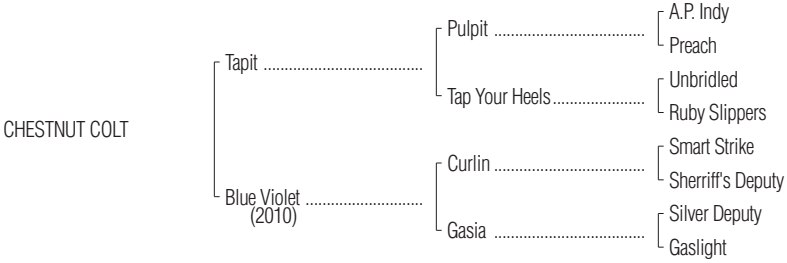 A.P. Indy
Pulpit ....................................
Preach
Tapit ......................................
Unbridled
Tap Your Heels......................
Ruby Slippers
CHESTNUT COLT
Smart Strike
Curlin ....................................
Sherriff's Deputy
Blue Violet ............................
(2010)
Silver Deputy
Gasia ....................................
Gaslight